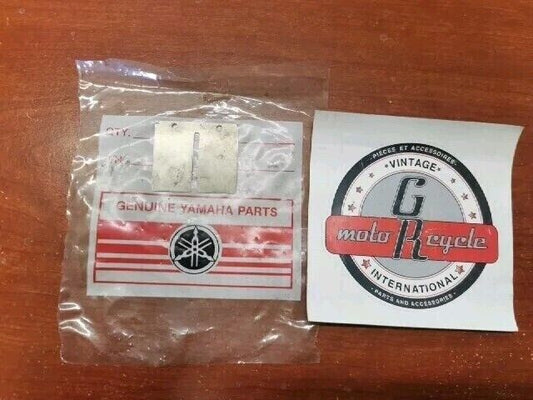 QTY.
GENUINE YAMAHA PARTS
· PIECES ET ACCESSOIRES ·
VINTAGE
G
moto R cycle
INTERNATIONAL
· PARTS AND ACCESSORIES ·